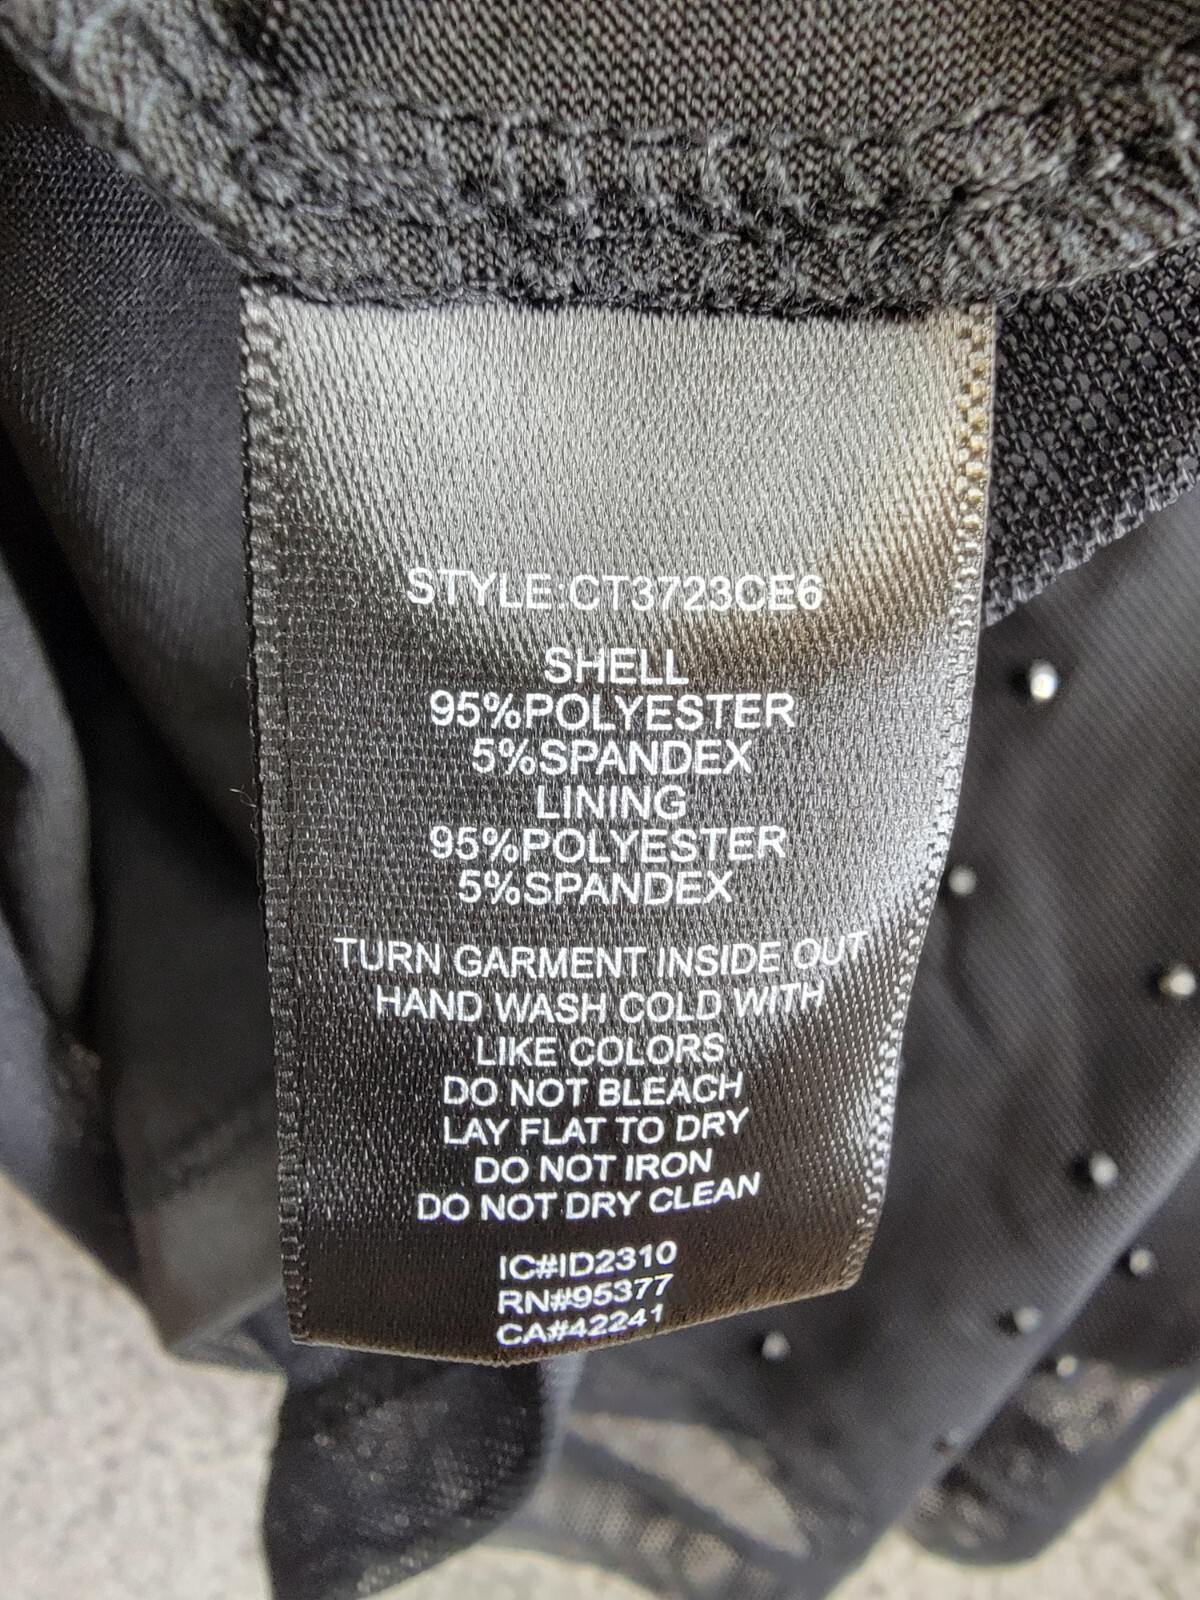 STYLE:CT3723CE6
SHELL
95%POLYESTER
5%SPANDEX
LINING
95%POLYESTER
5%SPANDEX
TURN GARMENT INSIDE OUT
HAND WASH COLD WITH
LIKE COLORS
DO NOT BLEACH
LAY FLAT TO DRY
DO NOT IRON
DO NOT DRY CLEAN
IC#ID2310
RN#95377
CA#42241